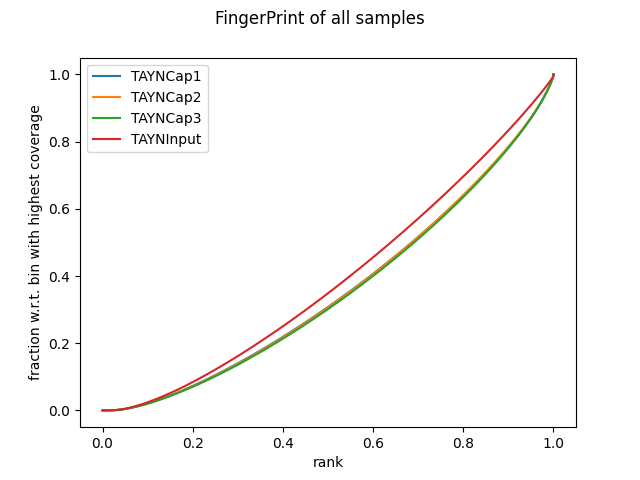 FingerPrint of all samples
TAYNCap1
TAYNCap2
TAYNCap3
TAYNInput
fraction w.r.t. bin with highest coverage
1.0
0.8
0.6
0.4
0.2
0.0
0.0 0.2 0.4 0.6 0.8 1.0
rank